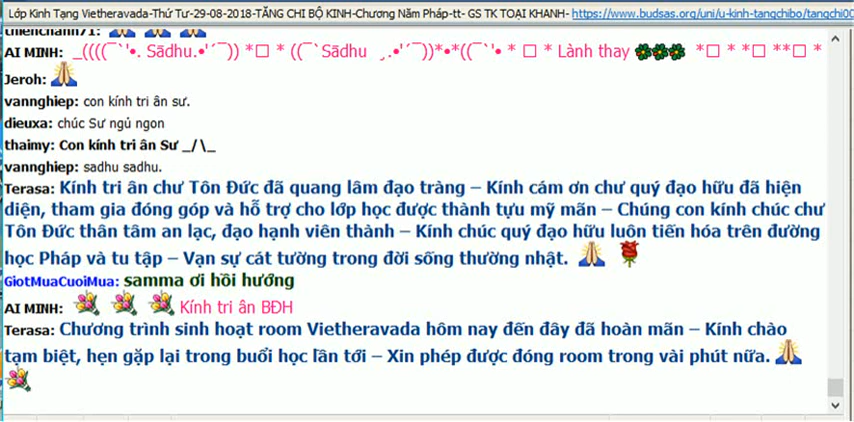 Lớp Kinh Tạng Vietheravada-Thứ Tư-29-08-2018-TĂNG CHI BỘ KINH-Chương Năm Pháp-tt- GS TK TOẠI KHANH- https://www.budsas.org/uni/u-kinh-tangchibo/tangchi00
thienchanh71:
AI MINH: _((((¯`'•. Sādhu.•'´¯)) *□ * ((¯`Sādhu ¸.•'´¯))*•*((¯`'• * □ * Lành thay *□ * *□ **□ *
Jeroh:
vannghiep: con kính tri ân sư.
dieuxa: chúc Sư ngủ ngon
thaimy: Con kính tri ân Sư _/\_
vannghiep: sadhu sadhu.
Terasa: Kính tri ân chư Tôn Đức đã quang lâm đạo tràng – Kính cám ơn chư quý đạo hữu đã hiện
diện, tham gia đóng góp và hỗ trợ cho lớp học được thành tựu mỹ mãn – Chúng con kính chúc chư
Tôn Đức thân tâm an lạc, đạo hạnh viên thành – Kính chúc quý đạo hữu luôn tiến hóa trên đường
học Pháp và tu tập – Vạn sự cát tường trong đời sống thường nhật.
GiotMuaCuoiMua: samma ơi hồi hướng
AI MINH: Kính tri ân BĐH
Terasa: Chương trình sinh hoạt room Vietheravada hôm nay đến đây đã hoàn mãn – Kính chào
tạm biệt, hẹn gặp lại trong buổi học lần tới – Xin phép được đóng room trong vài phút nữa.